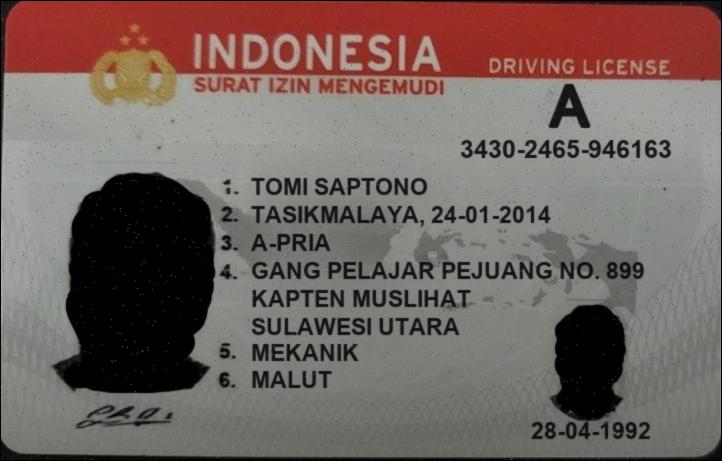 INDONESIA
SURAT IZIN MENGEMUDI
DRIVING LICENSE
A
3430-2465-946163
1. TOMI SAPTONO
2. TASIKMALAYA, 24-01-2014
3. A-PRIA
4. GANG PELAJAR PEJUANG NO. 899
KAPTEN MUSLIHAT
SULAWESI UTARA
5. MEKANIK
6. MALUT
28-04-1992